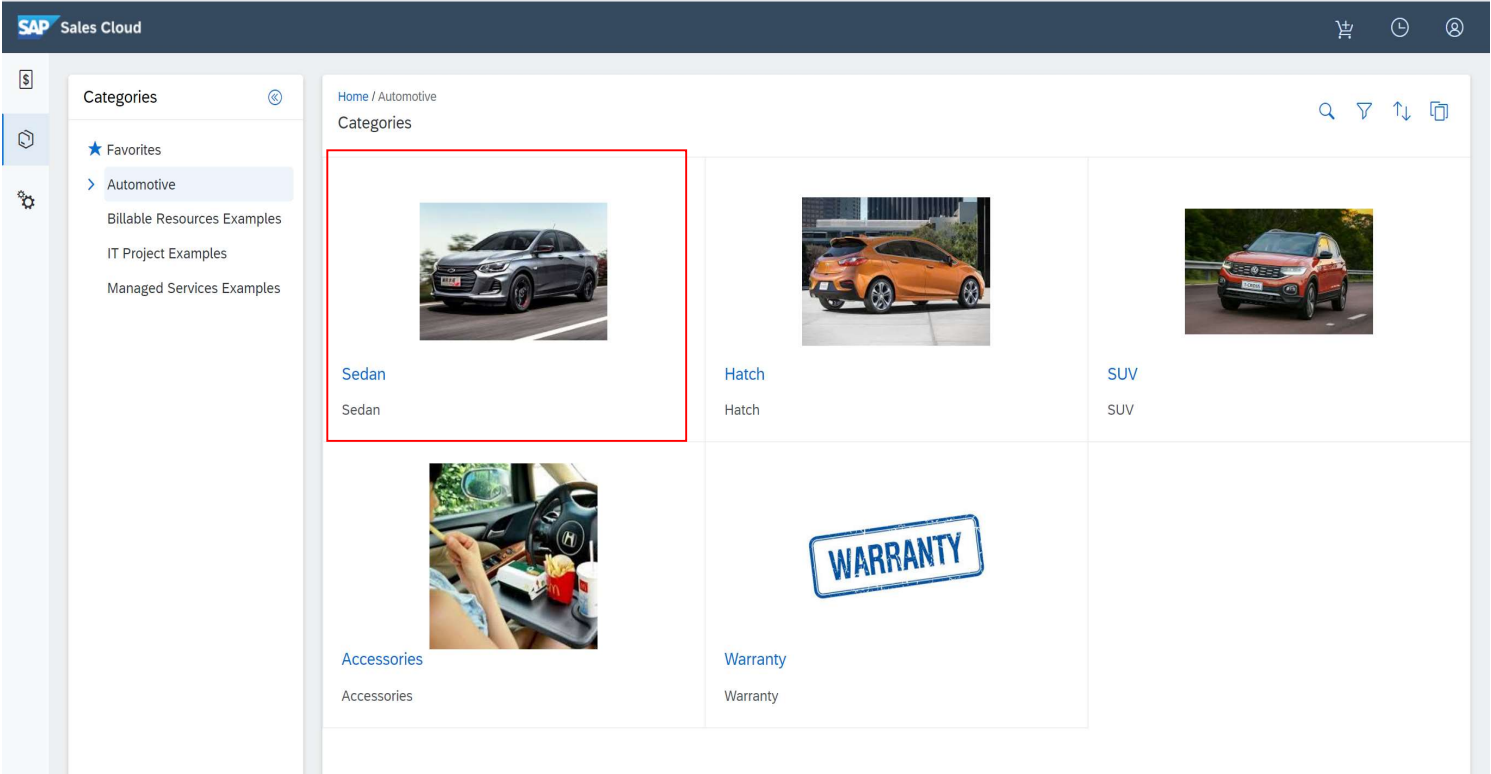 SAP Sales Cloud
$
Categories
Favorites
Automotive
Billable Resources Examples
IT Project Examples
Managed Services Examples
Home / Automotive
Categories
Sedan
Sedan
Hatch
Hatch
T-CROSS
SUV
SUV
Accessories
Accessories
WARRANTY
Warranty
Warranty